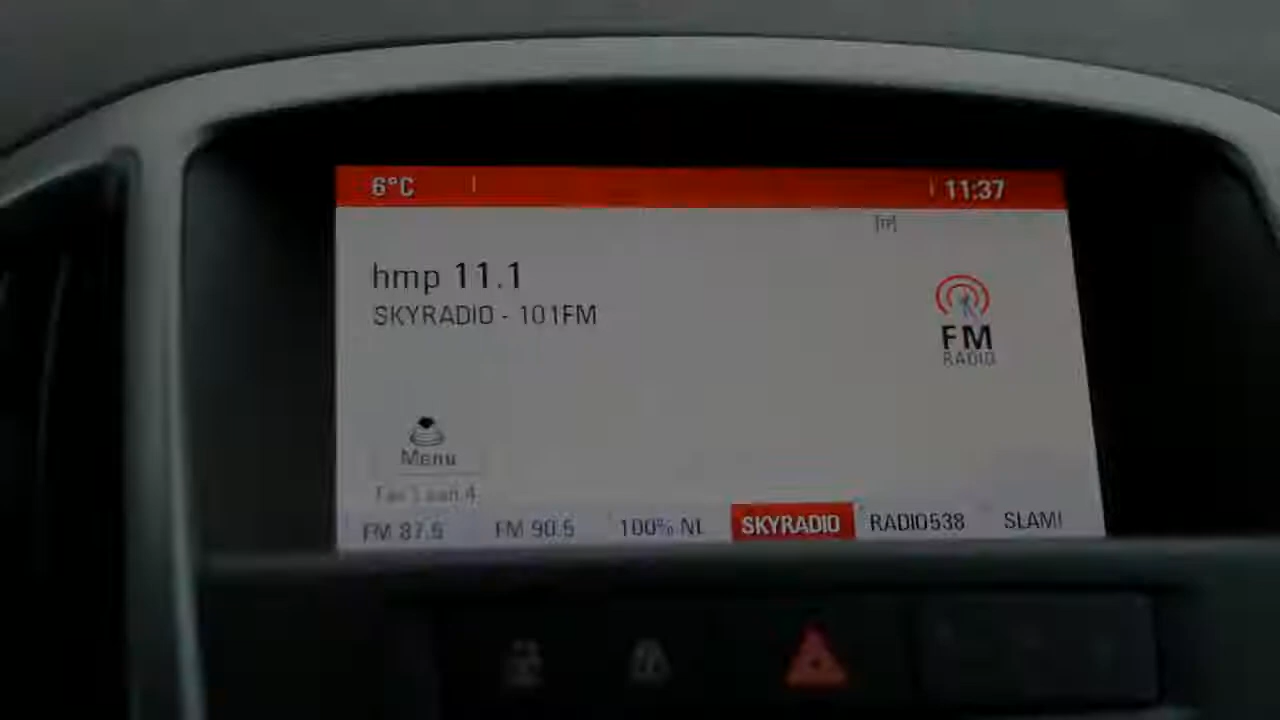 6°C 11:37
hmp 11.1
SKYRADIO - 101FM
FM
RADIO
Menu
FM 87.5 FM 90.5 100% NL SKYRADIO RADIO538 SLAM!